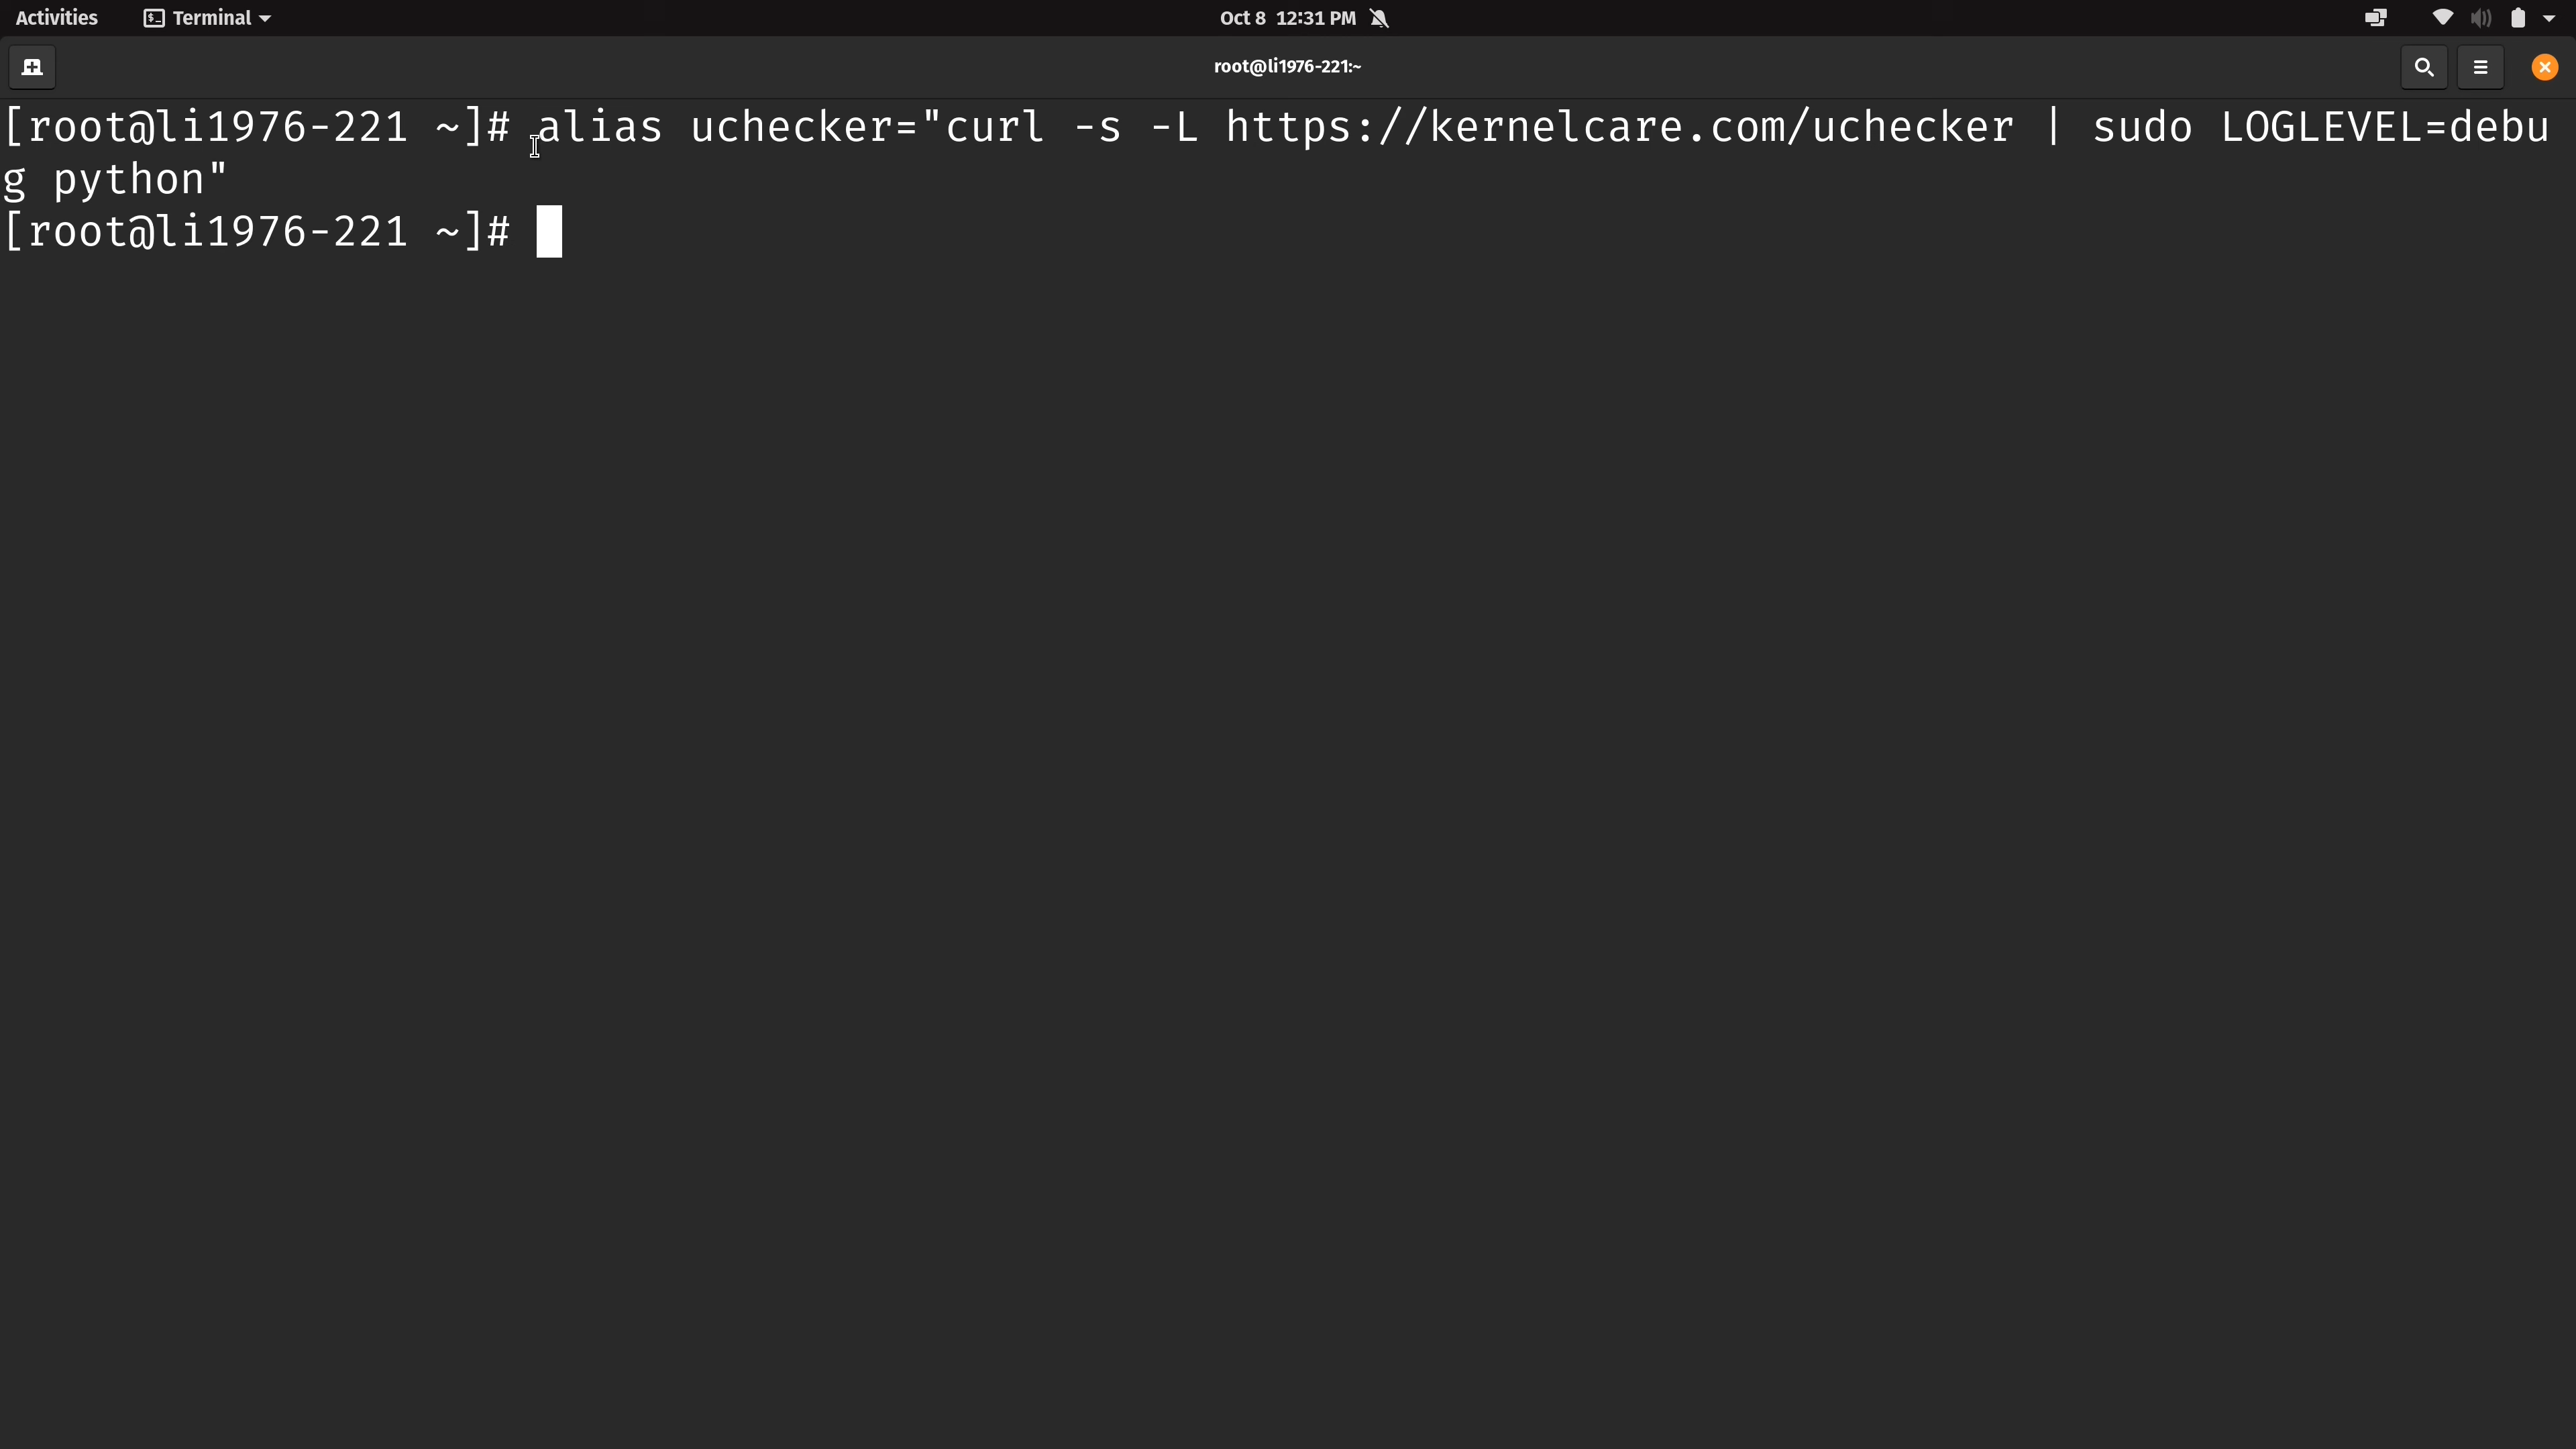 Activities Terminal Oct 8 12:31 PM
root@li1976-221:~
[root@li1976-221 ~]# alias uchecker="curl -s -L https://kernelcare.com/uchecker | sudo LOGLEVEL=debu
g python"
[root@li1976-221 ~]#